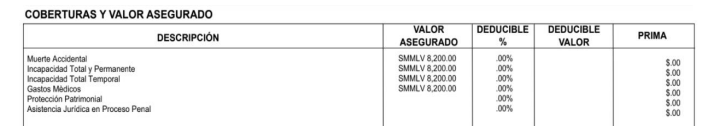 COBERTURAS Y VALOR ASEGURADO
DESCRIPCIÓN VALOR ASEGURADO DEDUCIBLE % DEDUCIBLE VALOR PRIMA
Muerte Accidental SMMLV 8,200.00 .00% $.00
Incapacidad Total y Permanente SMMLV 8,200.00 .00% $.00
Incapacidad Total Temporal SMMLV 8,200.00 .00% $.00
Gastos Médicos SMMLV 8,200.00 .00% $.00
Protección Patrimonial .00% $.00
Asistencia Jurídica en Proceso Penal .00% $.00